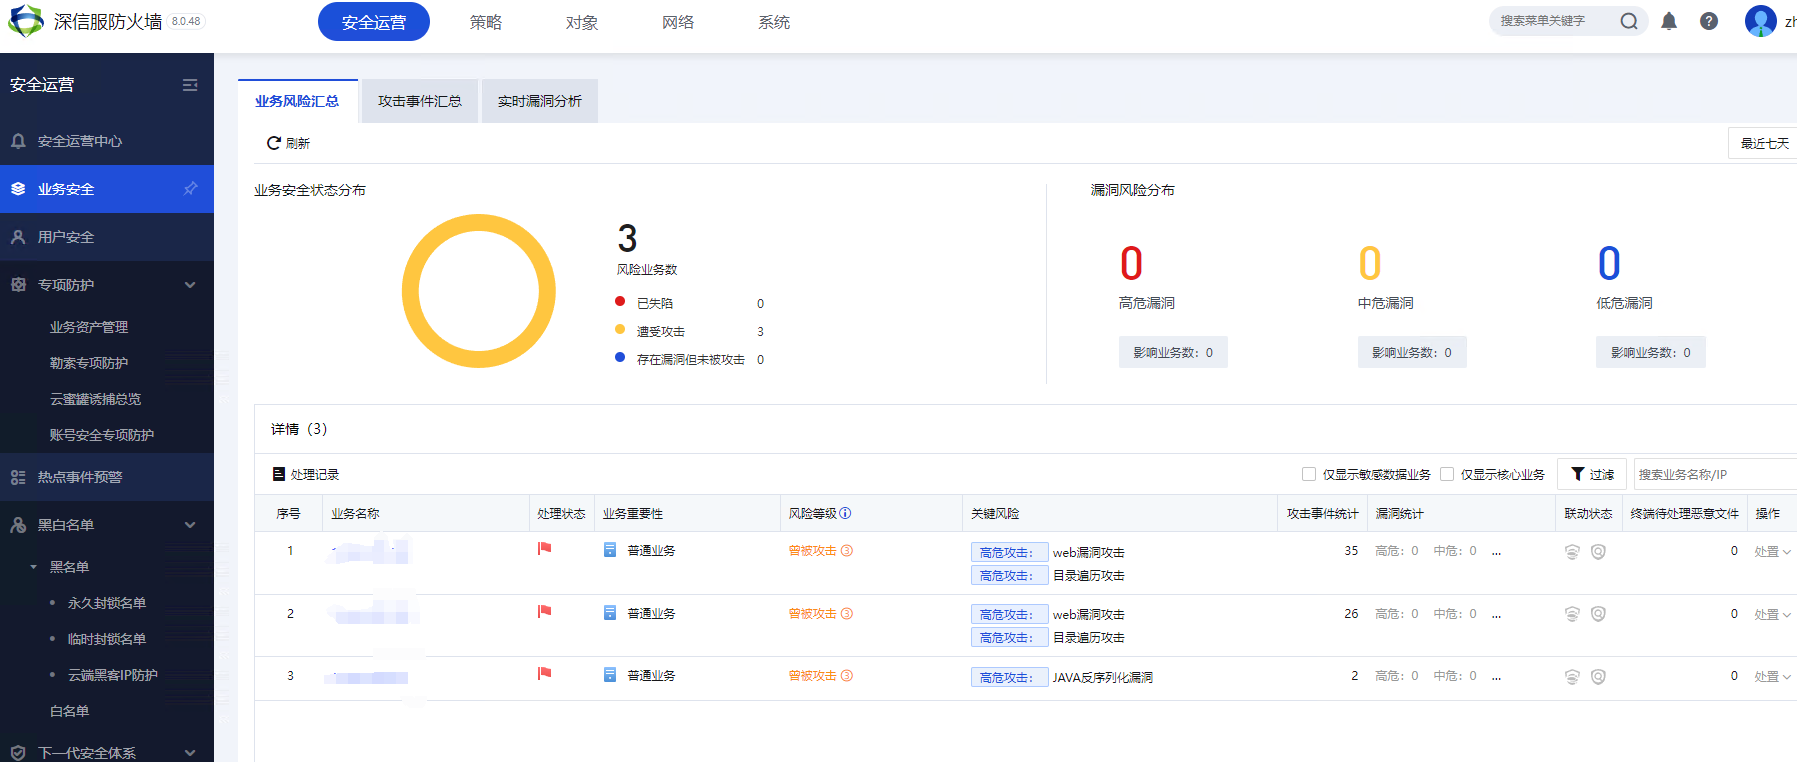 深信服防火墙 8.0.48 安全运营 策略 对象 网络 系统 搜索菜单关键字 zh
安全运营
安全运营中心
业务安全
用户安全
专项防护
业务资产管理
勒索专项防护
云蜜罐诱捕总览
账号安全专项防护
热点事件预警
黑白名单
黑名单
永久封锁名单
临时封锁名单
云端黑客IP防护
白名单
下一代安全体系
业务风险汇总 攻击事件汇总 实时漏洞分析
刷新 最近七天
业务安全状态分布
3
风险业务数
已失陷 0
遭受攻击 3
存在漏洞但未被攻击 0
漏洞风险分布
0 0 0
高危漏洞 中危漏洞 低危漏洞
影响业务数：0 影响业务数：0 影响业务数：0
详情（3）
处理记录 仅显示敏感数据业务 仅显示核心业务 过滤 搜索业务名称/IP
序号 业务名称 处理状态 业务重要性 风险等级 关键风险 攻击事件统计 漏洞统计 联动状态 终端待处理恶意文件 操作
1 普通业务 曾被攻击 3 高危攻击： web漏洞攻击 35 高危：0 中危：0 ... 0 处置
高危攻击： 目录遍历攻击
2 普通业务 曾被攻击 3 高危攻击： web漏洞攻击 26 高危：0 中危：0 ... 0 处置
高危攻击： 目录遍历攻击
3 普通业务 曾被攻击 3 高危攻击： JAVA反序列化漏洞 2 高危：0 中危：0 ... 0 处置